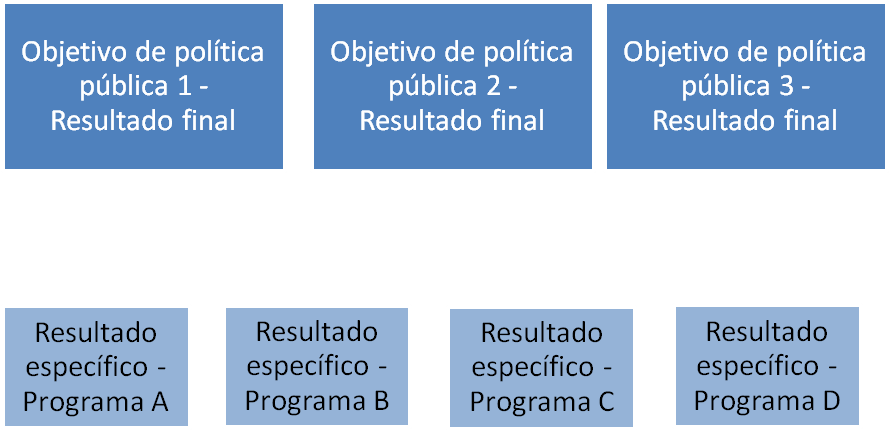 Objetivo de política
pública 1 -
Resultado final
Objetivo de política
pública 2 -
Resultado final
Objetivo de política
pública 3 -
Resultado final
Resultado
específico -
Programa A
Resultado
específico -
Programa B
Resultado
específico -
Programa C
Resultado
específico -
Programa D